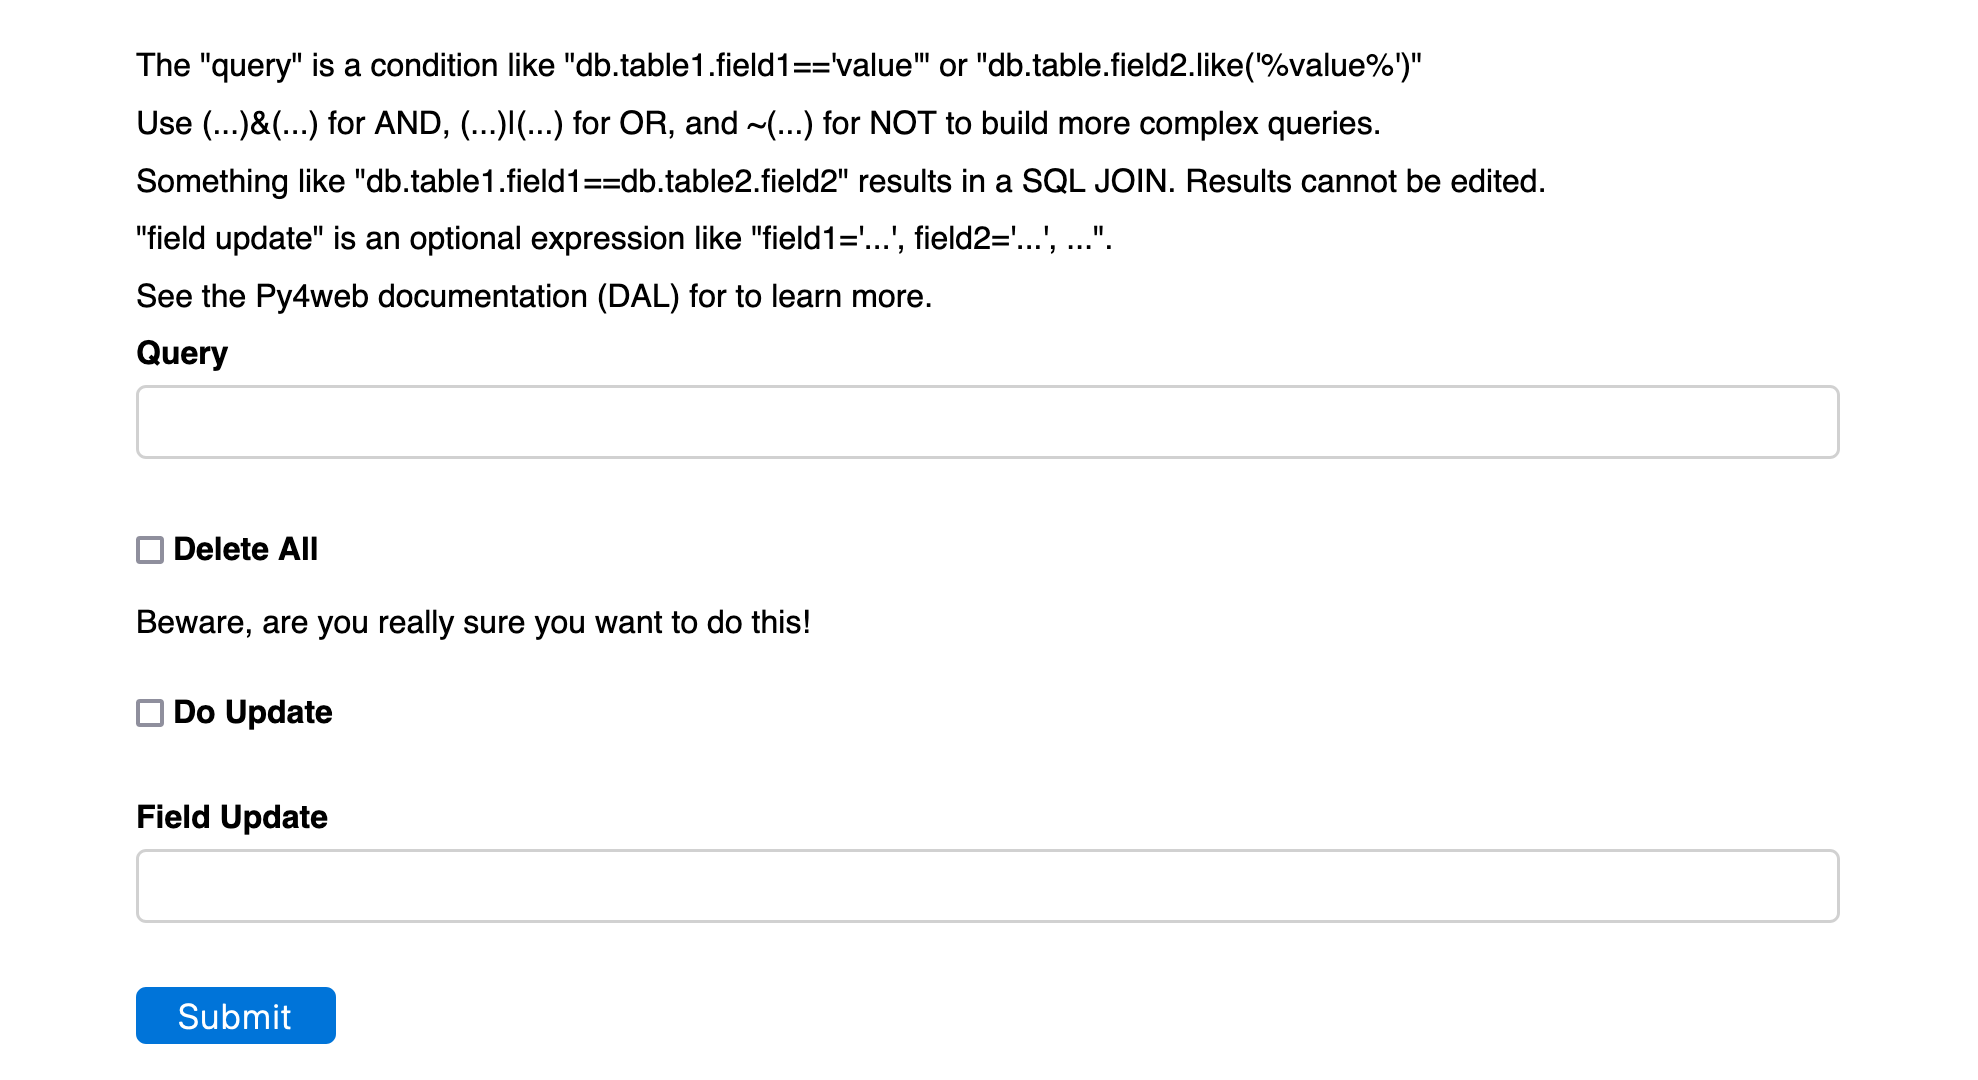 The "query" is a condition like "db.table1.field1=='value'" or "db.table.field2.like('%value%')"
Use (...)&(...) for AND, (...)|(...) for OR, and ~(...) for NOT to build more complex queries.
Something like "db.table1.field1==db.table2.field2" results in a SQL JOIN. Results cannot be edited.
"field update" is an optional expression like "field1='...', field2='...', ...".
See the Py4web documentation (DAL) for to learn more.
Query
Delete All
Beware, are you really sure you want to do this!
Do Update
Field Update
Submit